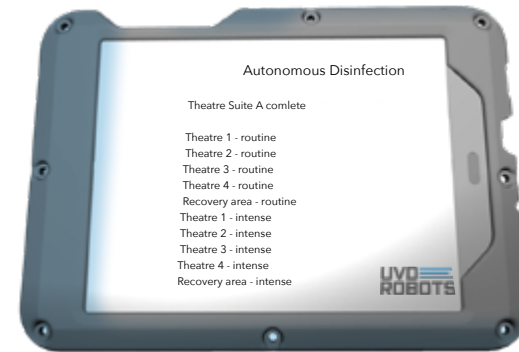 Autonomous Disinfection
Theatre Suite A comlete
Theatre 1 - routine
Theatre 2 - routine
Theatre 3 - routine
Theatre 4 - routine
Recovery area - routine
Theatre 1 - intense
Theatre 2 - intense
Theatre 3 - intense
Theatre 4 - intense
Recovery area - intense
UVD
ROBOTS